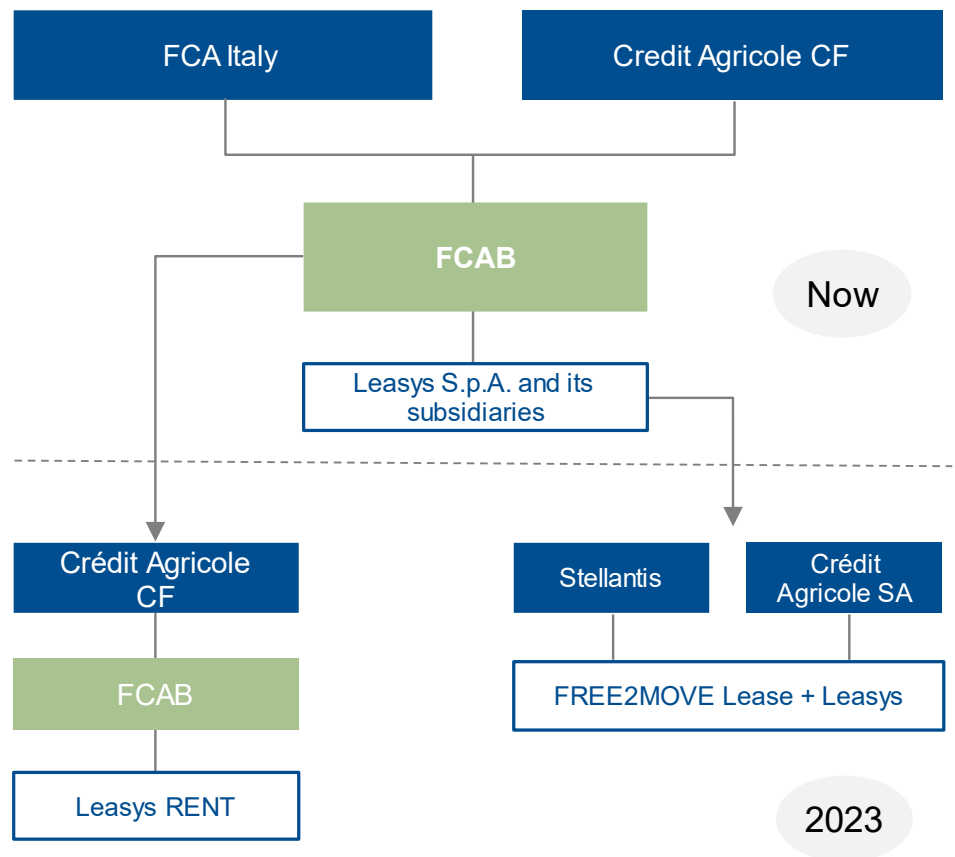 FCA Italy
Credit Agricole CF
FCAB
Now
Leasys S.p.A. and its
subsidiaries
Crédit Agricole
CF
Stellantis
Crédit
Agricole SA
FCAB
FREE2MOVE Lease + Leasys
Leasys RENT
2023